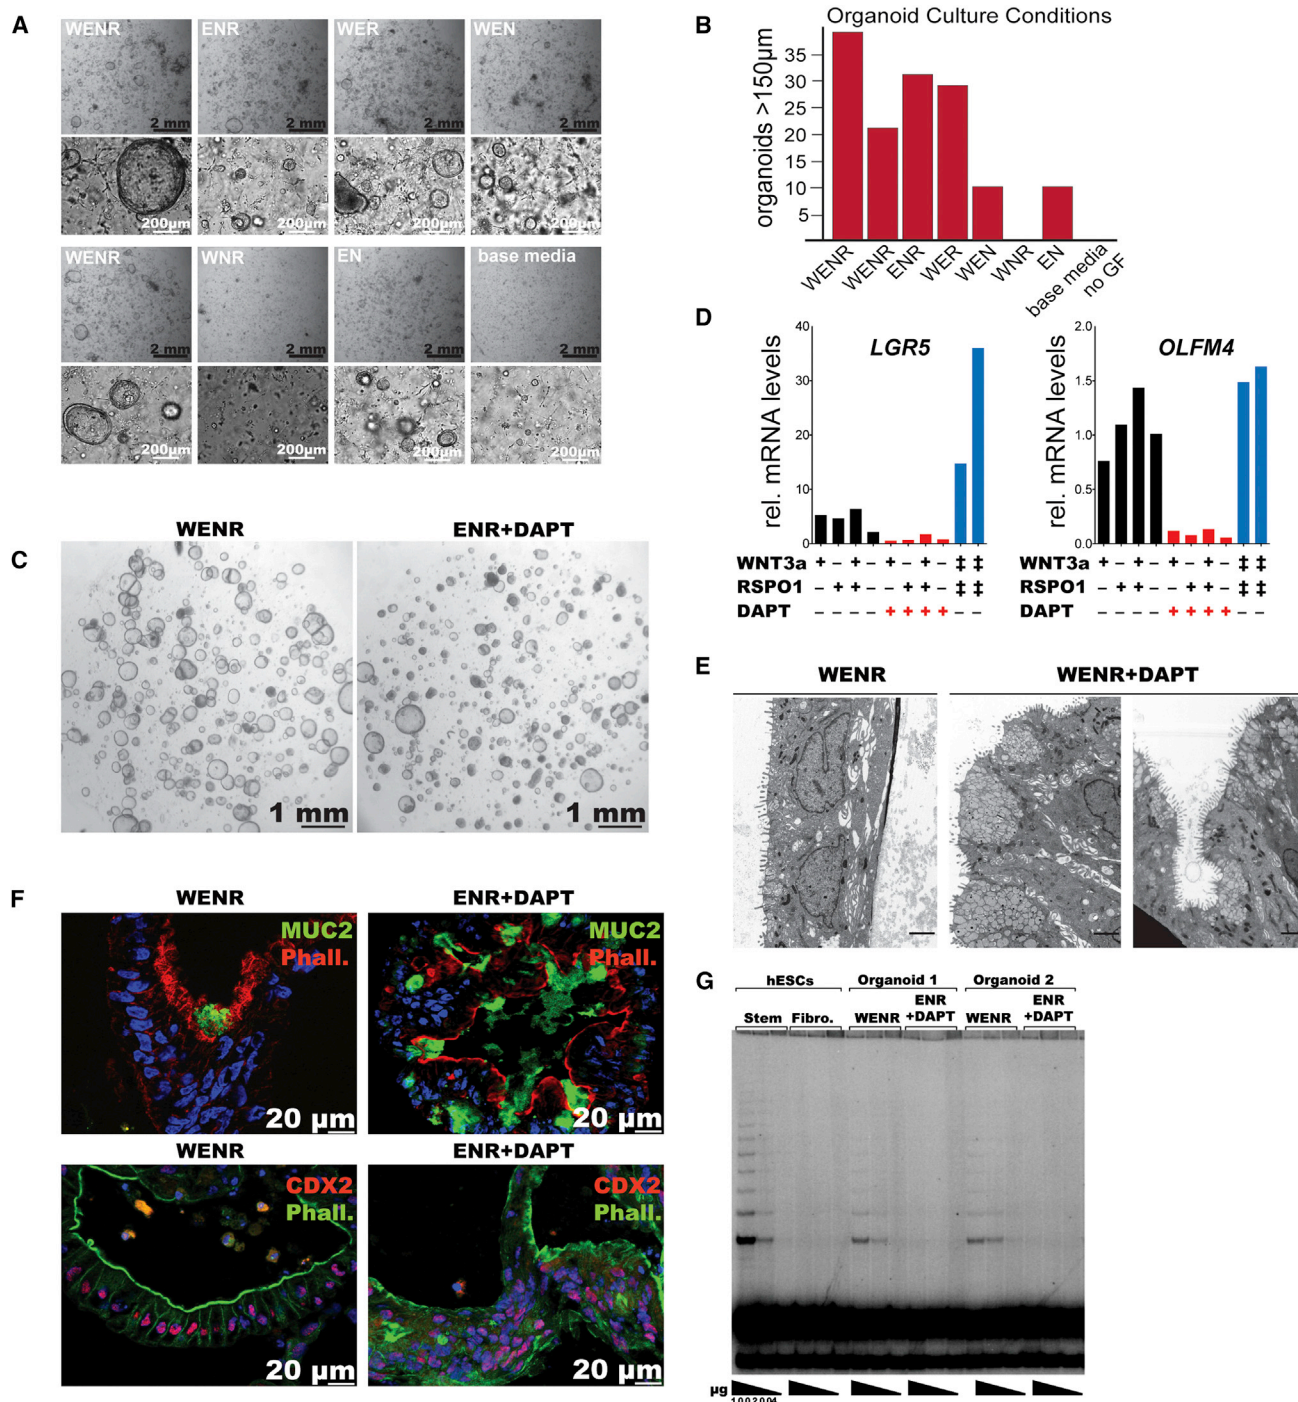 A
WENR ENR WER WEN
2 mm 2 mm 2 mm 2 mm
200µm 200µm 200µm 200µm
WENR WNR EN base media
2 mm 2 mm 2 mm 2 mm
200µm 200µm 200µm 200µm
B
Organoid Culture Conditions
organoids >150µm
35
30
25
20
15
10
5
WENR WENR ENR WER WEN WNR EN base media no GF
C
WENR ENR+DAPT
1 mm 1 mm
D
LGR5
rel. mRNA levels
40
30
20
10
0
WNT3a + - + - + - + - ‡ ‡
RSPO1 - + + - - + + - ‡ ‡
DAPT - - - - + + + + - -
OLFM4
rel. mRNA levels
2.0
1.5
1.0
0.5
0.0
WNT3a + - + - + - + - ‡ ‡
RSPO1 - + + - - + + - ‡ ‡
DAPT - - - - + + + + - -
E
WENR WENR+DAPT
F
WENR ENR+DAPT
MUC2 MUC2
Phall. Phall.
20 µm 20 µm
WENR ENR+DAPT
CDX2 CDX2
Phall. Phall.
20 µm 20 µm
G
hESCs Organoid 1 Organoid 2
Stem Fibro. WENR ENR +DAPT WENR ENR +DAPT
µg